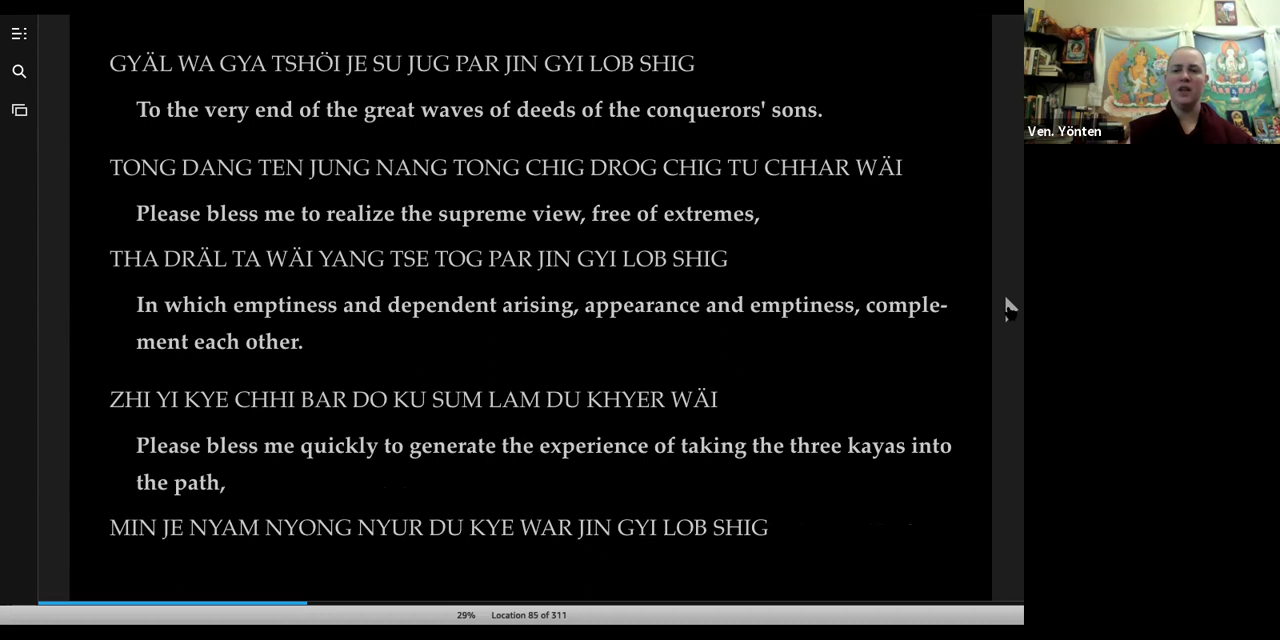 GYÄL WA GYA TSHÖI JE SU JUG PAR JIN GYI LOB SHIG
To the very end of the great waves of deeds of the conquerors' sons.
TONG DANG TEN JUNG NANG TONG CHIG DROG CHIG TU CHHAR WÄI
Please bless me to realize the supreme view, free of extremes,
THA DRÄL TA WÄI YANG TSE TOG PAR JIN GYI LOB SHIG
In which emptiness and dependent arising, appearance and emptiness, comple-
ment each other.
ZHI YI KYE CHHI BAR DO KU SUM LAM DU KHYER WÄI
Please bless me quickly to generate the experience of taking the three kayas into
the path,
MIN JE NYAM NYONG NYUR DU KYE WAR JIN GYI LOB SHIG
29% Location 85 of 311
Ven. Yönten